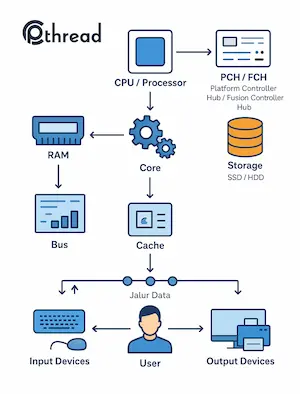 CPthread
CPU / Processor
PCH / FCH
Platform Controller
Hub / Fusion Controller
Hub
RAM
Core
Storage
SSD / HDD
Bus
Cache
Jalur Data
Input Devices
User
Output Devices